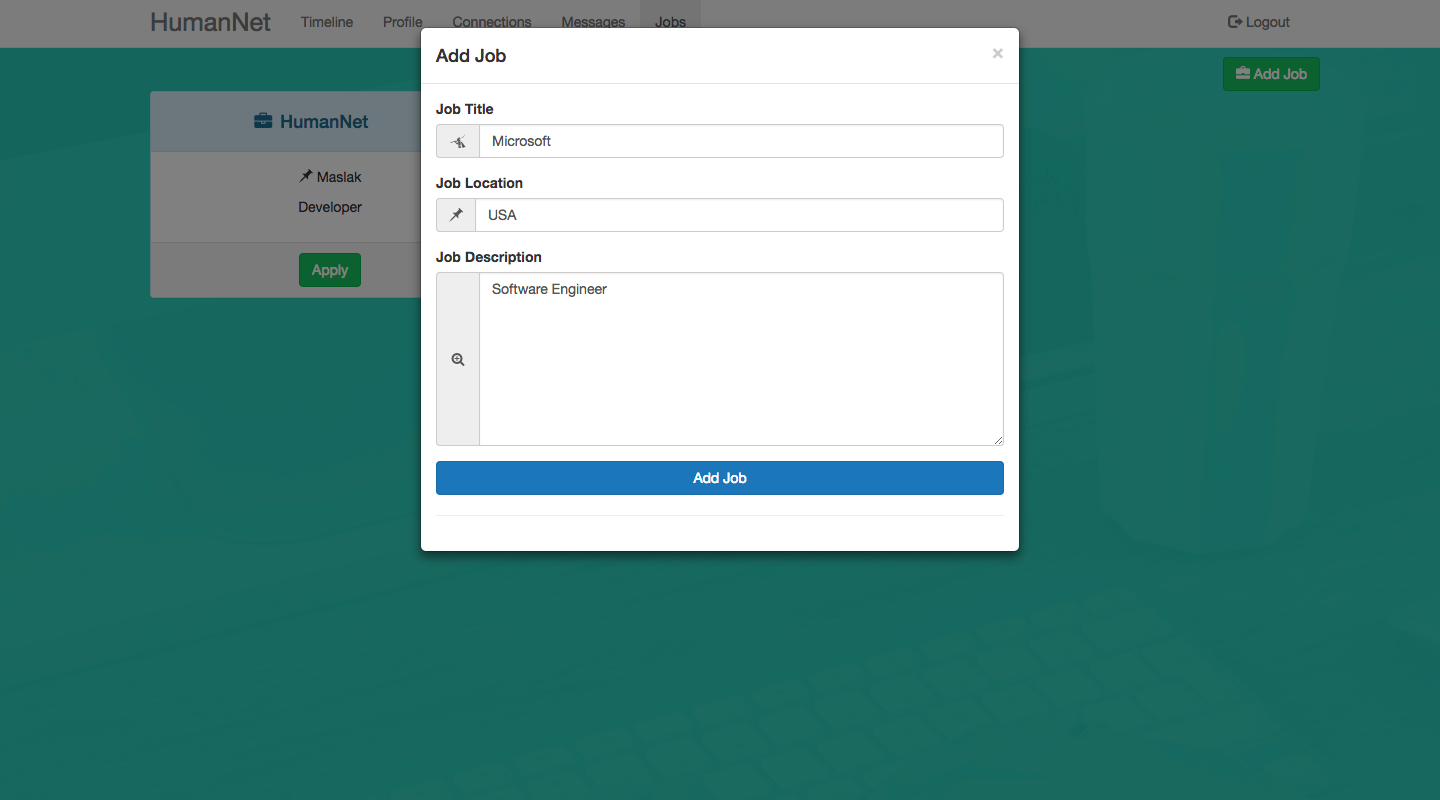 HumanNet Timeline Profile Connections Messages Jobs Logout
Add Job ×
Add Job
HumanNet
Maslak
Developer
Apply
Job Title
Microsoft
Job Location
USA
Job Description
Software Engineer
Add Job